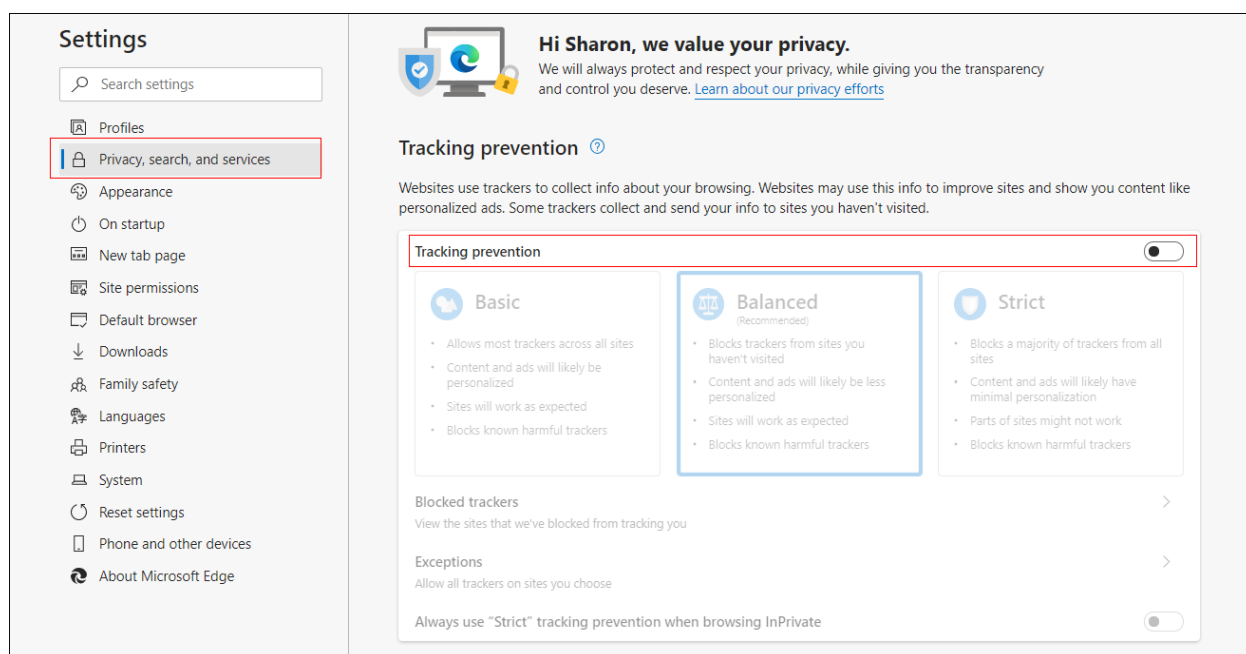 Settings
Search settings
Profiles
Privacy, search, and services
Appearance
On startup
New tab page
Site permissions
Default browser
Downloads
Family safety
Languages
Printers
System
Reset settings
Phone and other devices
About Microsoft Edge
Hi Sharon, we value your privacy.
We will always protect and respect your privacy, while giving you the transparency
and control you deserve. Learn about our privacy efforts
Tracking prevention
Websites use trackers to collect info about your browsing. Websites may use this info to improve sites and show you content like
personalized ads. Some trackers collect and send your info to sites you haven't visited.
Tracking prevention
Basic
• Allows most trackers across all sites
• Content and ads will likely be
personalized
• Sites will work as expected
• Blocks known harmful trackers
Balanced
(Recommended)
• Blocks trackers from sites you
haven't visited
• Content and ads will likely be less
personalized
• Sites will work as expected
• Blocks known harmful trackers
Strict
• Blocks a majority of trackers from all
sites
• Content and ads will likely have
minimal personalization
• Parts of sites might not work
• Blocks known harmful trackers
Blocked trackers
View the sites that we've blocked from tracking you
Exceptions
Allow all trackers on sites you choose
Always use "Strict" tracking prevention when browsing InPrivate